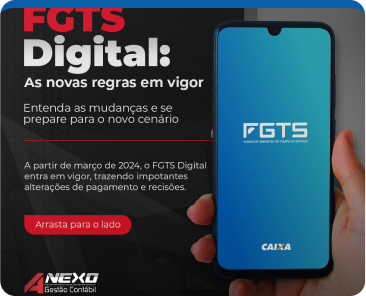 FGTS
Digital:
As novas regras em vigor
Entenda as mudanças e se
prepare para o novo cenário
A partir de março de 2024, o FGTS Digital
entra em vigor, trazendo impotantes
alterações de pagamento e recisões.
Arrasta para o lado
ANEXO
Gestão Contábil
FGTS
CAIXA